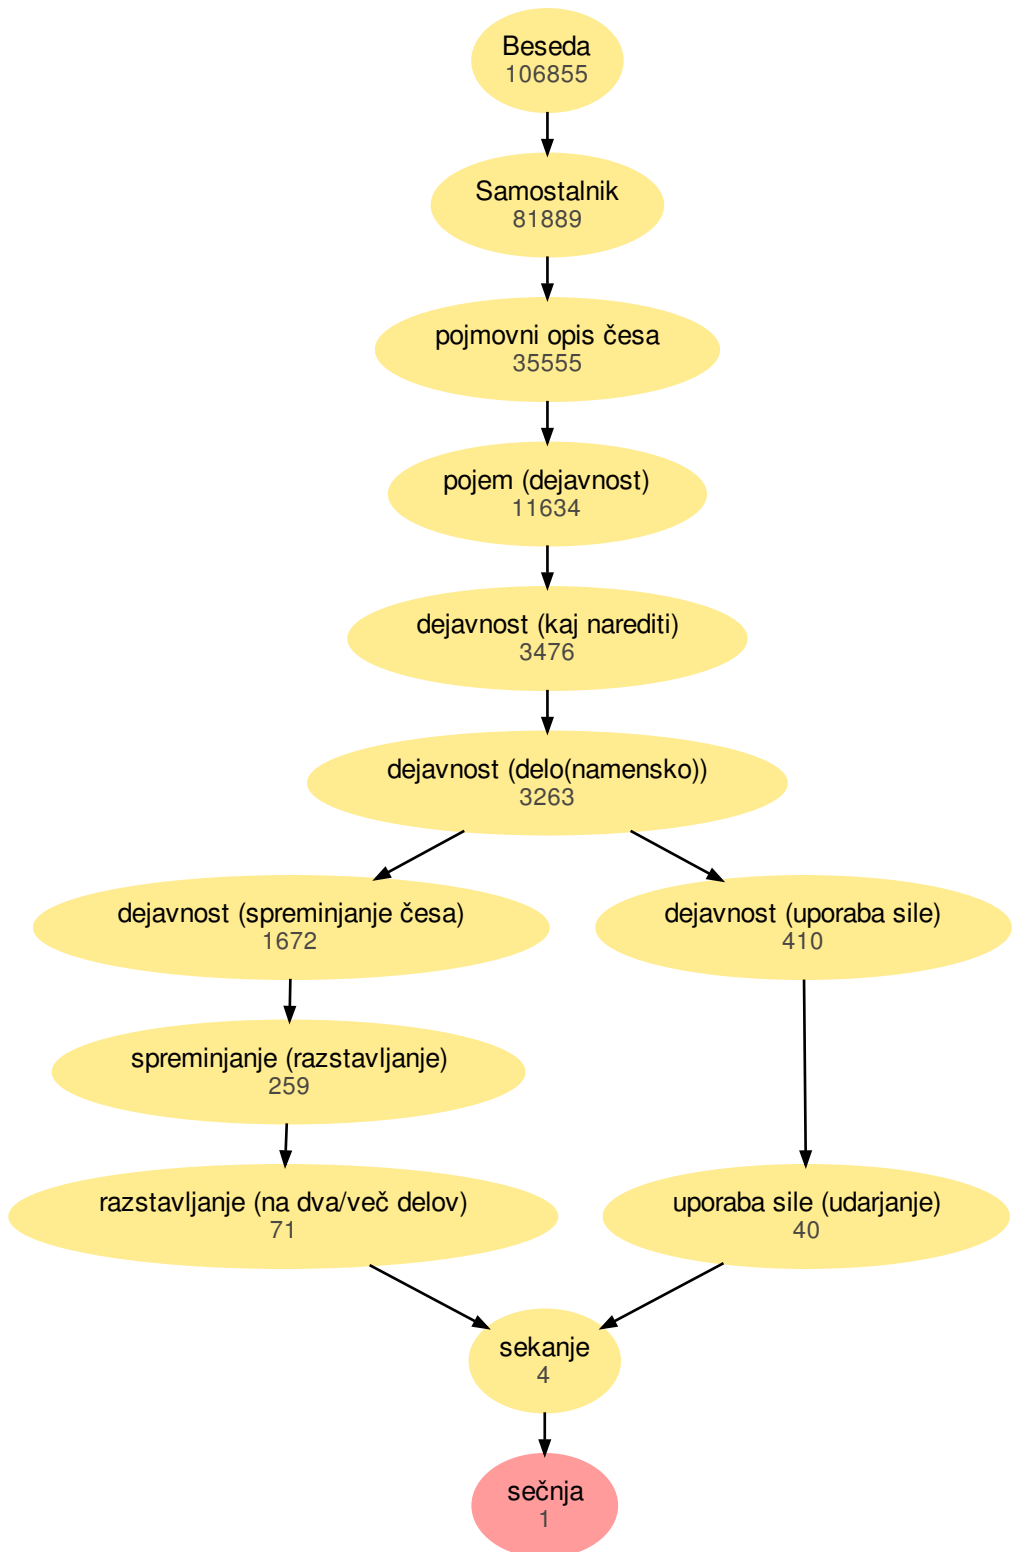 Beseda
106855
Samostalnik
81889
pojmovni opis česa
35555
pojem (dejavnost)
11634
dejavnost (kaj narediti)
3476
dejavnost (delo(namensko))
3263
dejavnost (spreminjanje česa)
1672
dejavnost (uporaba sile)
410
spreminjanje (razstavljanje)
259
razstavljanje (na dva/več delov)
71
uporaba sile (udarjanje)
40
sekanje
4
sečnja
1